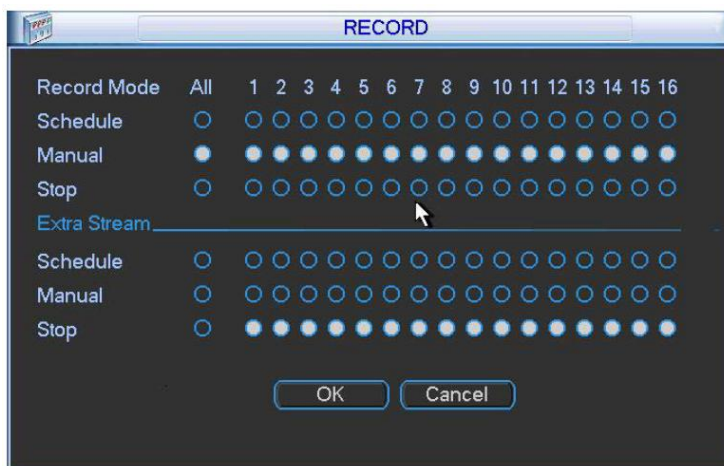 RECORD
Record Mode All 1 2 3 4 5 6 7 8 9 10 11 12 13 14 15 16
Schedule
Manual
Stop
Extra Stream
Schedule
Manual
Stop
OK Cancel